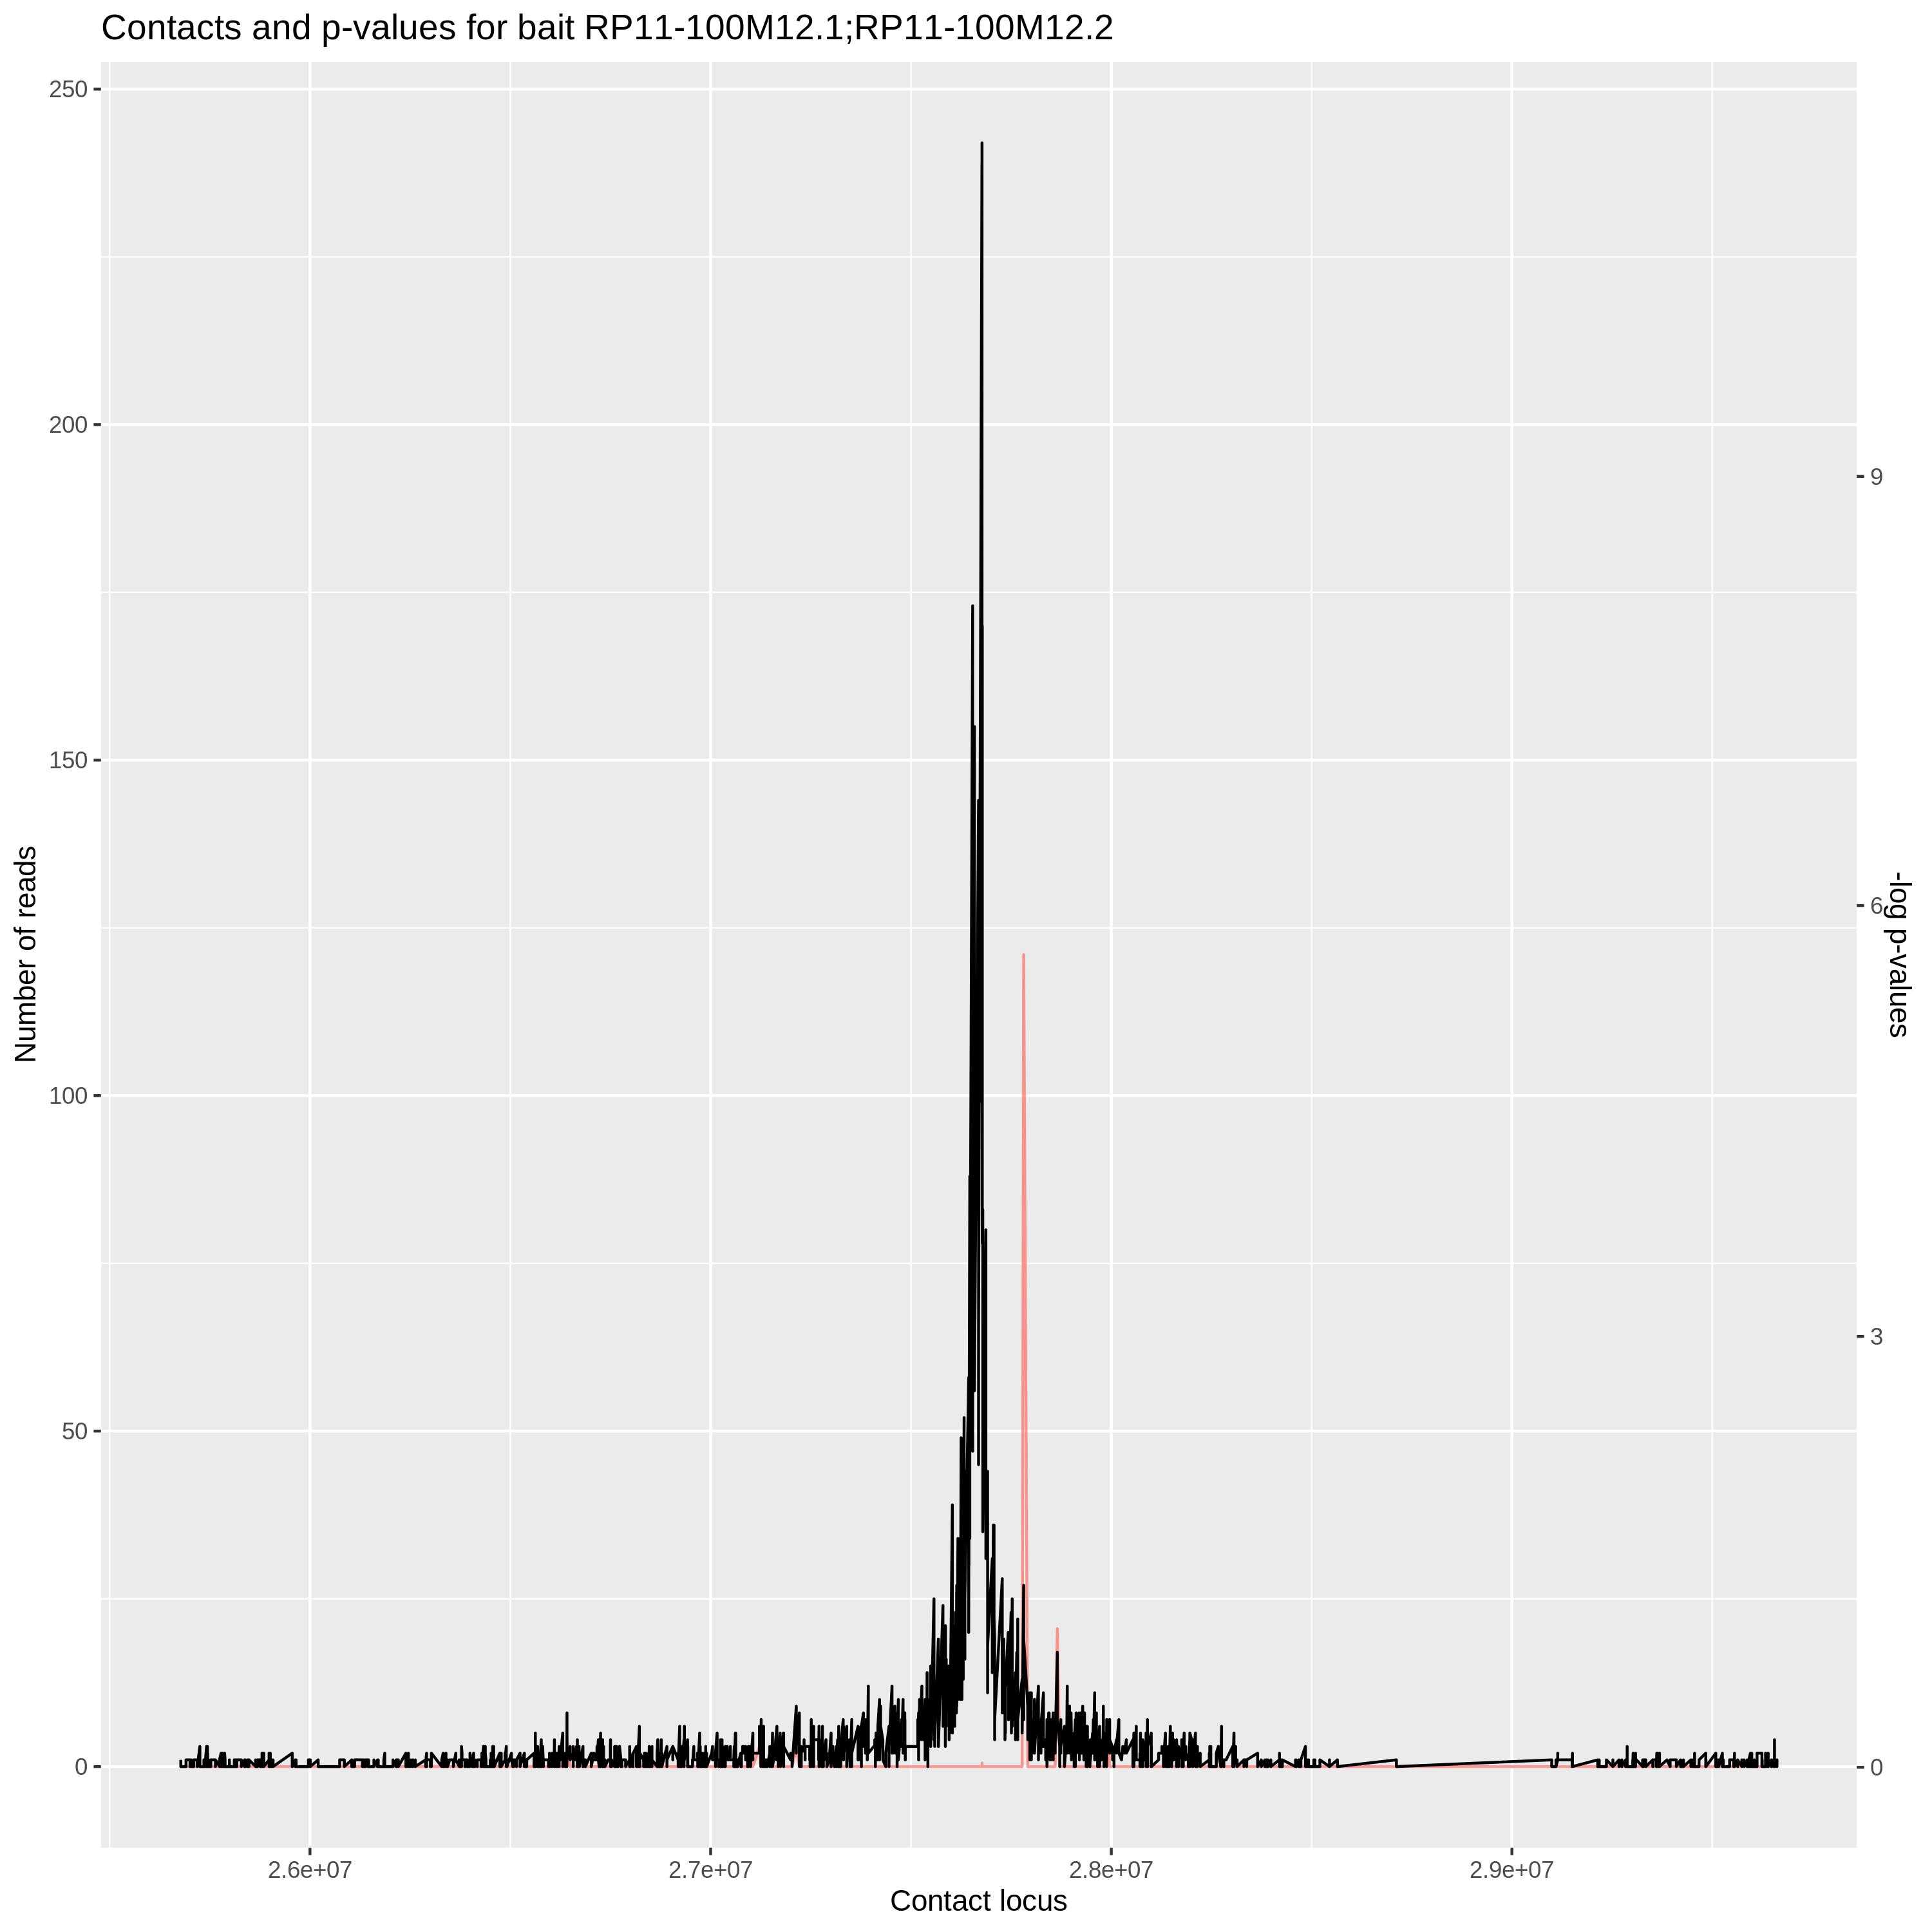 Contacts and p-values for bait RP11-100M12.1;RP11-100M12.2
250
200
150
100
50
0
Number of reads
9
6
3
0
-log p-values
2.6e+07
2.7e+07
2.8e+07
2.9e+07
Contact locus